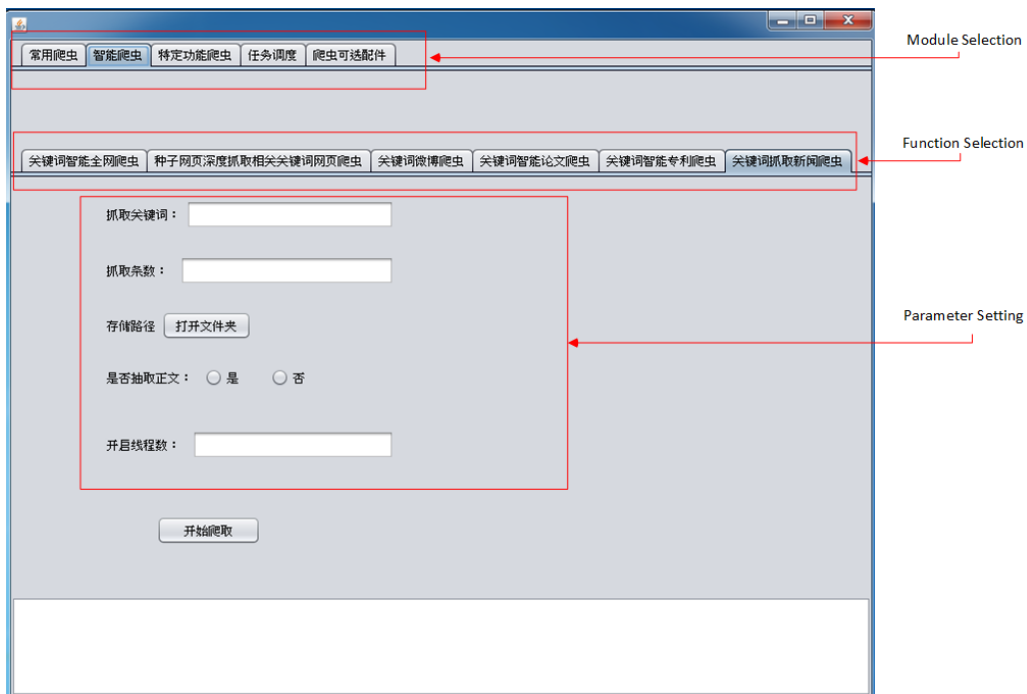 Module Selection
常用爬虫 智能爬虫 特定功能爬虫 任务调度 爬虫可选配件
Function Selection
关键词智能全网爬虫 种子网页深度抓取相关关键词网页爬虫 关键词微博爬虫 关键词智能论文爬虫 关键词智能专利爬虫 关键词抓取新闻爬虫
抓取关键词：
抓取条数：
Parameter Setting
存储路径 打开文件夹
是否抽取正文： 是 否
开启线程数：
开始爬取